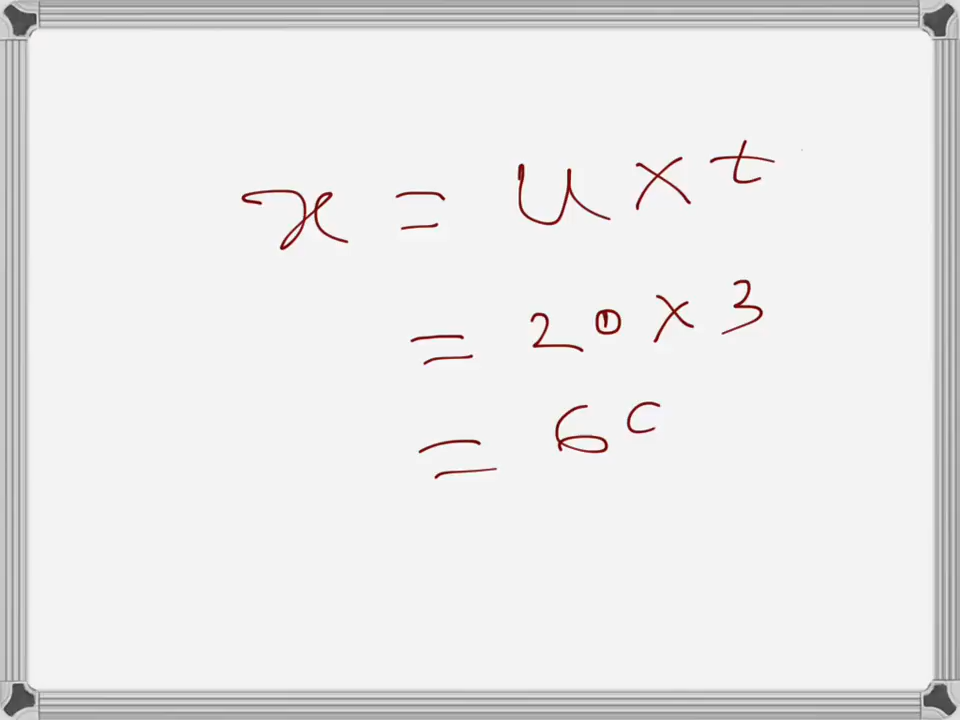 x = u × t
= 20 × 3
= 60